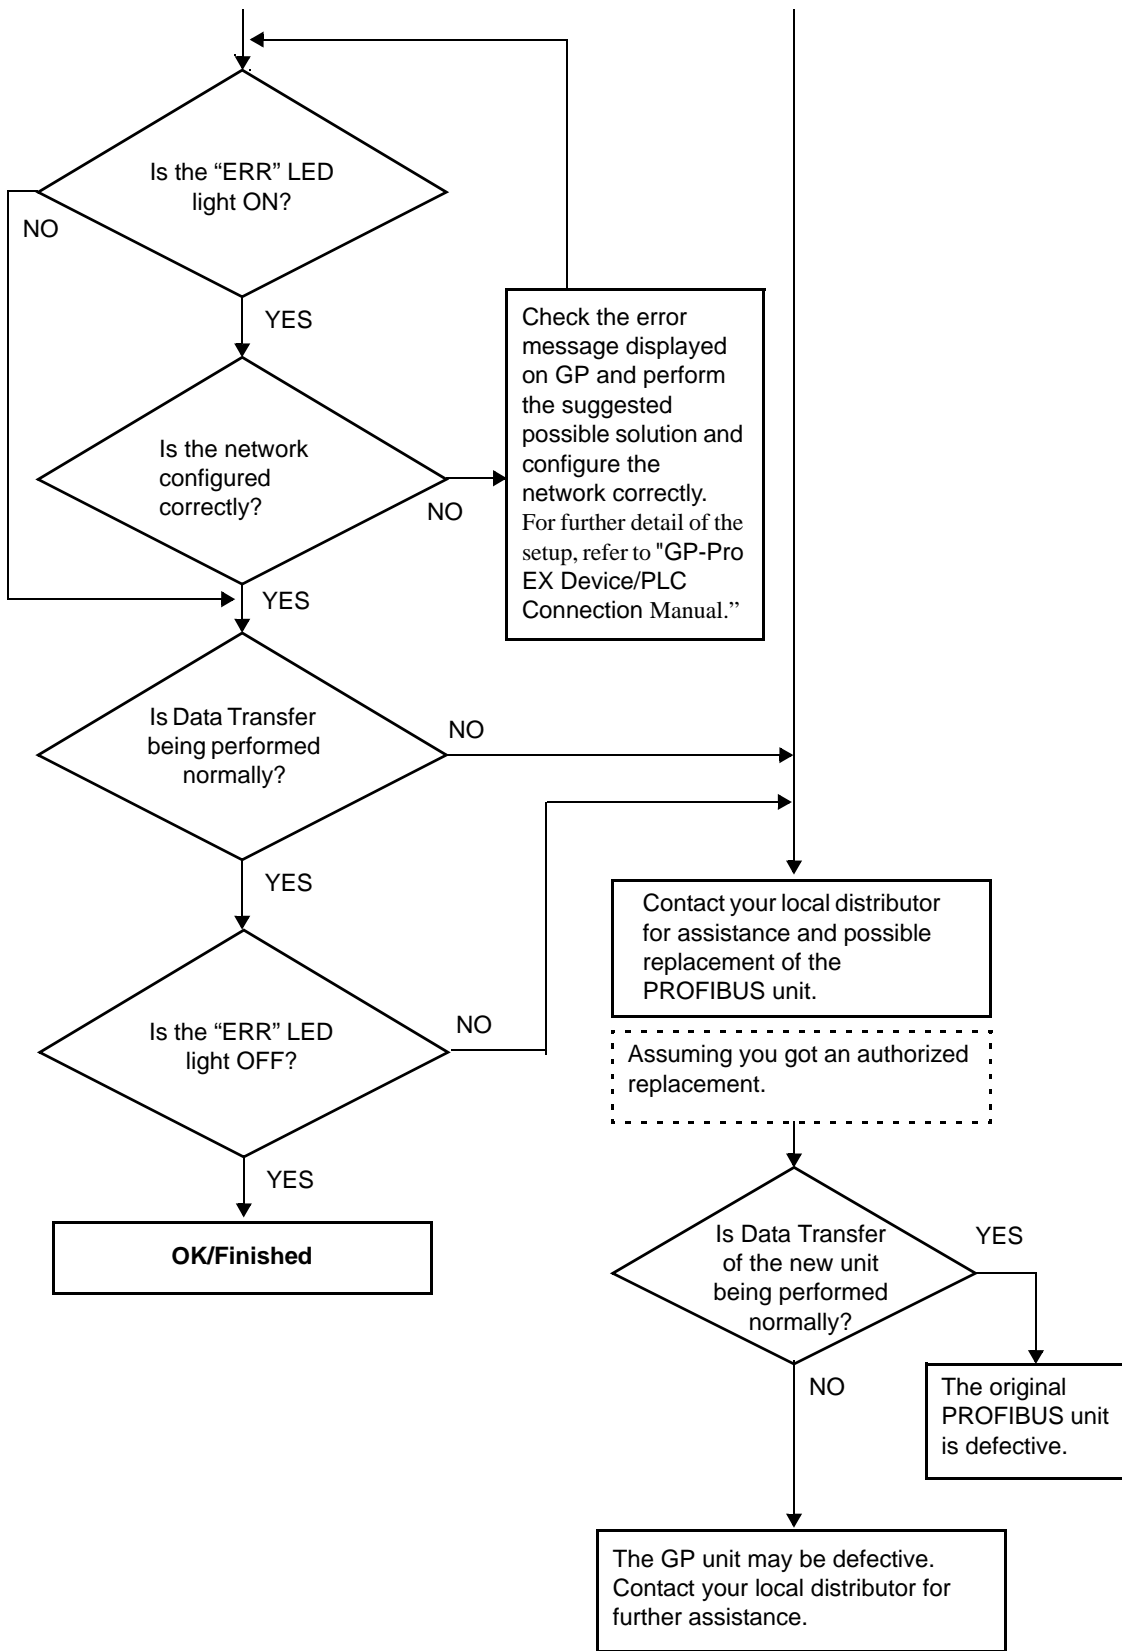 Is the “ERR” LED
light ON?
NO
YES
Check the error
message displayed
on GP and perform
the suggested
possible solution and
configure the
network correctly.
For further detail of the
setup, refer to "GP-Pro
EX Device/PLC
Connection Manual.”
Is the network
configured
correctly?
NO
YES
Is Data Transfer
being performed
normally?
NO
YES
Contact your local distributor
for assistance and possible
replacement of the
PROFIBUS unit.
Is the “ERR” LED
light OFF?
NO
Assuming you got an authorized
replacement.
YES
OK/Finished
Is Data Transfer
of the new unit
being performed
normally?
YES
NO
The original
PROFIBUS unit
is defective.
The GP unit may be defective.
Contact your local distributor for
further assistance.